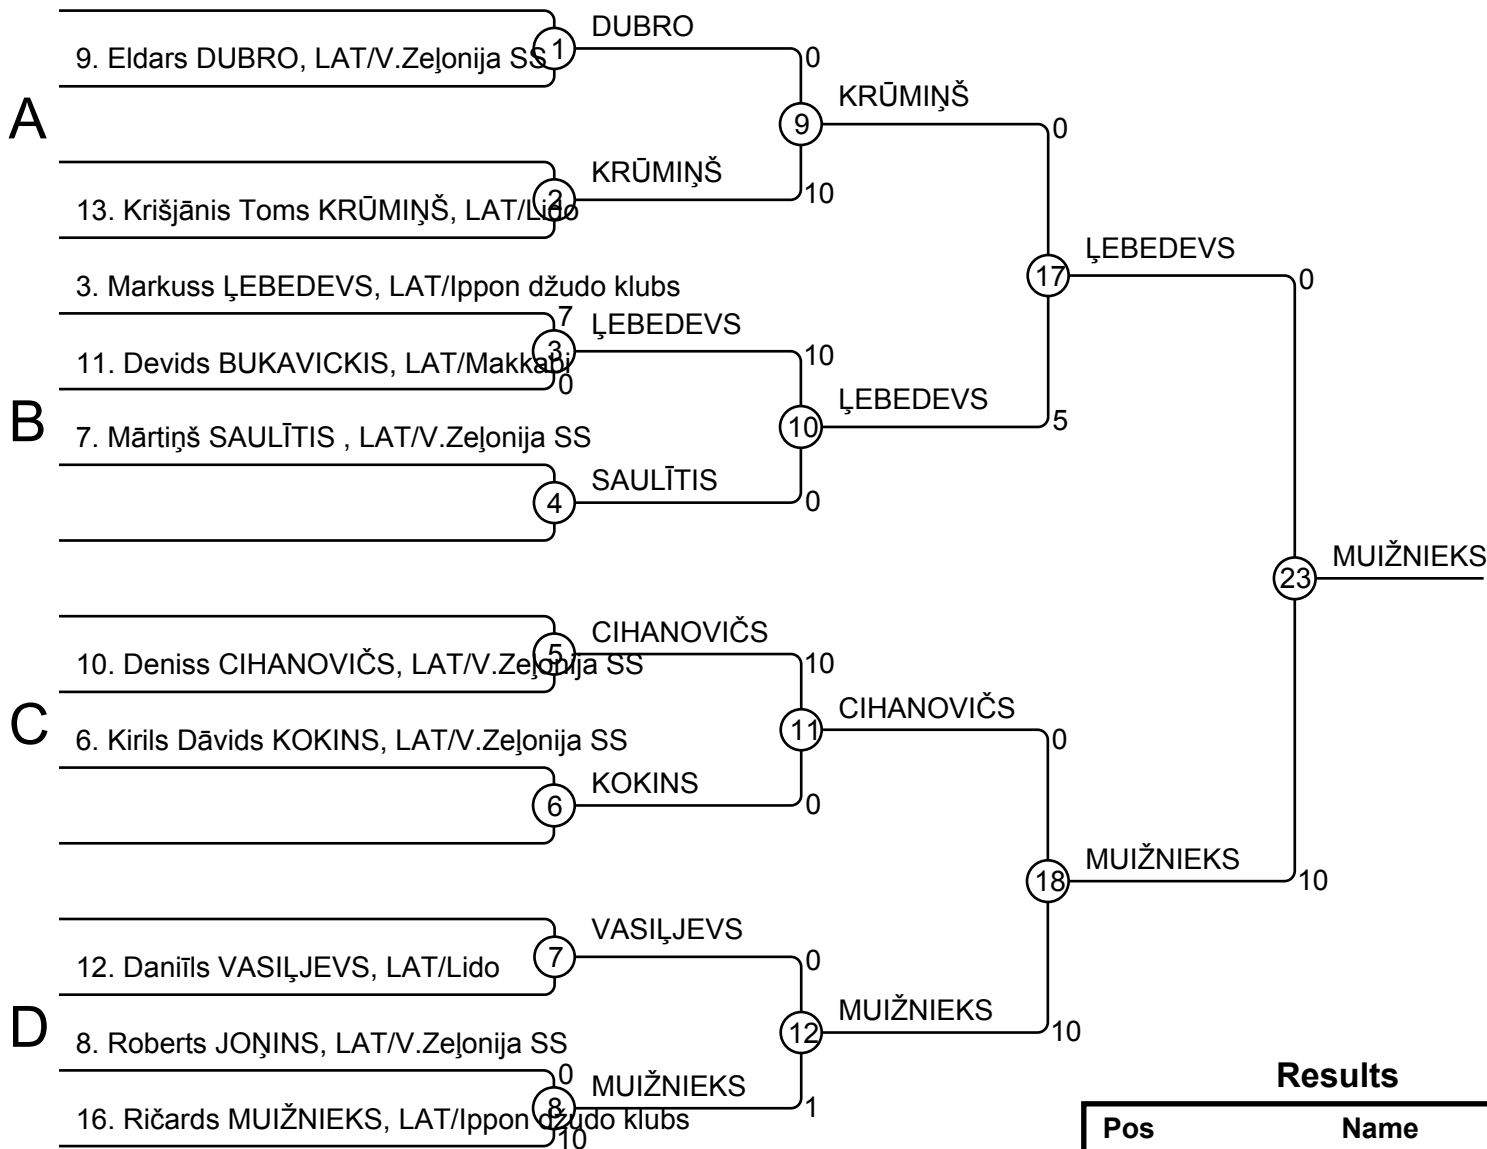 DUBRO
0
9. Eldars DUBRO, LAT/V.Zeļonija SS
1
A
KRŪMIŅŠ
9
0
KRŪMIŅŠ
10
13. Krišjānis Toms KRŪMIŅŠ, LAT/Lido
2
ĻEBEDEVS
17
0
3. Markuss ĻEBEDEVS, LAT/Ippon džudo klubs
7
ĻEBEDEVS
11. Devids BUKAVICKIS, LAT/Makkabi
3
10
0
B
ĻEBEDEVS
10
5
7. Mārtiņš SAULĪTIS , LAT/V.Zeļonija SS
SAULĪTIS
4
0
MUIŽNIEKS
23
CIHANOVIČS
10. Deniss CIHANOVIČS, LAT/V.Zeļonija SS
5
10
C
CIHANOVIČS
6. Kirils Dāvids KOKINS, LAT/V.Zeļonija SS
11
0
KOKINS
6
0
MUIŽNIEKS
18
10
VASIĻJEVS
12. Daniīls VASIĻJEVS, LAT/Lido
7
0
D
MUIŽNIEKS
8. Roberts JOŅINS, LAT/V.Zeļonija SS
12
10
0
MUIŽNIEKS
16. Ričards MUIŽNIEKS, LAT/Ippon džudo klubs
8
1
10
Results
Pos Name